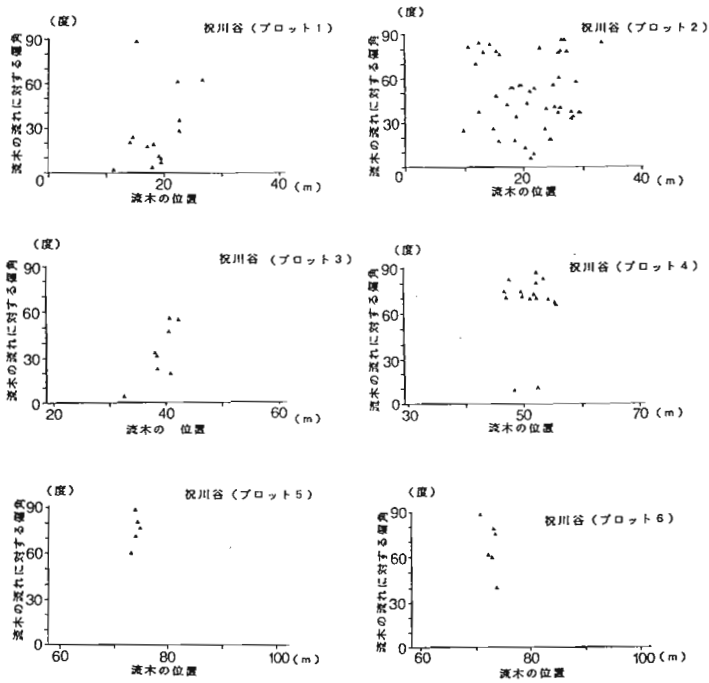 (度)
祝川谷(プロット1)
流木の流れに対する偏角
90
60
30
0
20
40
(m)
流木の位置
(度)
祝川谷(プロット2)
流木の流れに対する偏角
90
60
30
0
0
20
40
(m)
流木の位置
(度)
祝川谷(プロット3)
流木の流れに対する偏角
90
60
30
0
20
40
60
(m)
流木の 位置
(度)
祝川谷(プロット4)
流木の流れに対する偏角
90
60
30
0
30
50
70
(m)
流木の位置
(度)
祝川谷(プロット5)
流木の流れに対する偏角
90
60
30
0
60
80
100
(m)
流木の位置
(度)
祝川谷(プロット6)
流木の流れに対する偏角
90
60
30
0
60
80
100
(m)
流木の位置